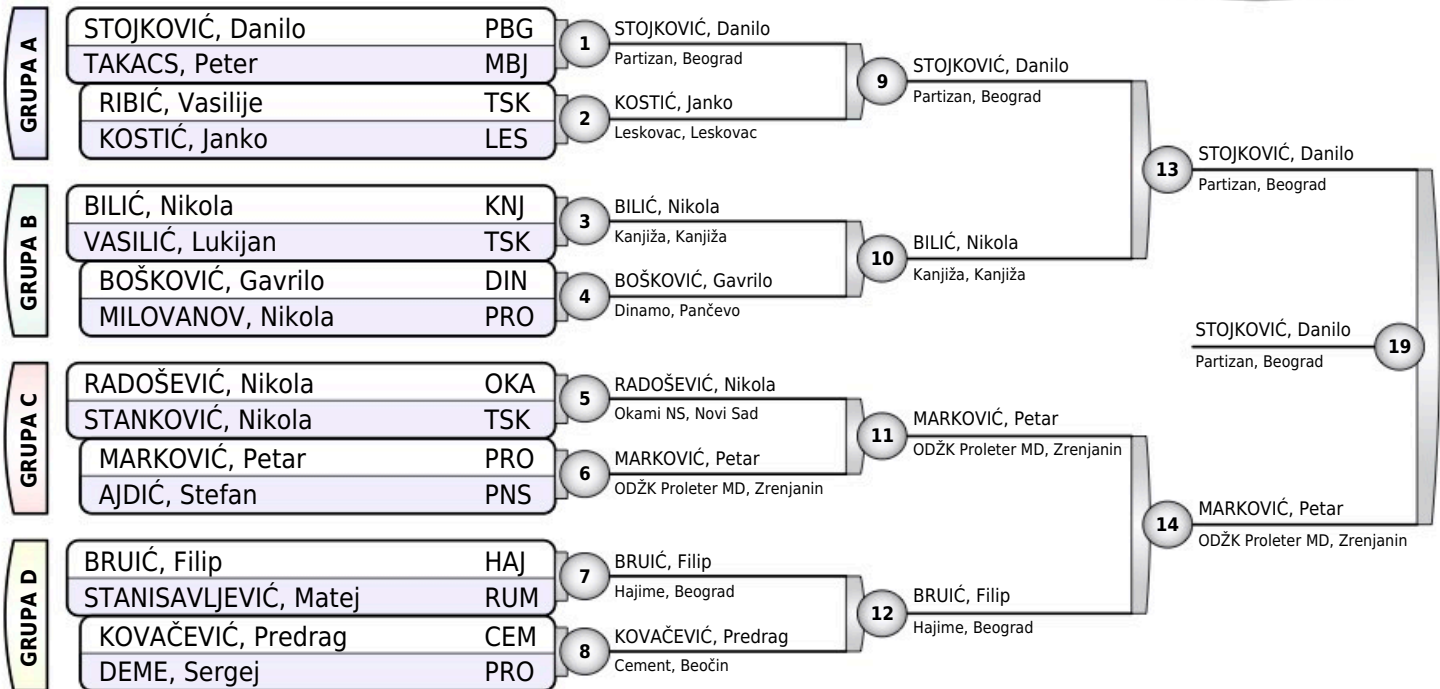 GRUPA A
STOJKOVIĆ, Danilo PBG
TAKACS, Peter MBJ
RIBIĆ, Vasilije TSK
KOSTIĆ, Janko LES
GRUPA B
BILIĆ, Nikola KNJ
VASILIĆ, Lukijan TSK
BOŠKOVIĆ, Gavrilo DIN
MILOVANOV, Nikola PRO
GRUPA C
RADOŠEVIĆ, Nikola OKA
STANKOVIĆ, Nikola TSK
MARKOVIĆ, Petar PRO
AJDIĆ, Stefan PNS
GRUPA D
BRUIĆ, Filip HAJ
STANISAVLJEVIĆ, Matej RUM
KOVAČEVIĆ, Predrag CEM
DEME, Sergej PRO
1
STOJKOVIĆ, Danilo
Partizan, Beograd
2
KOSTIĆ, Janko
Leskovac, Leskovac
3
BILIĆ, Nikola
Kanjiža, Kanjiža
4
BOŠKOVIĆ, Gavrilo
Dinamo, Pančevo
5
RADOŠEVIĆ, Nikola
Okami NS, Novi Sad
6
MARKOVIĆ, Petar
ODŽK Proleter MD, Zrenjanin
7
BRUIĆ, Filip
Hajime, Beograd
8
KOVAČEVIĆ, Predrag
Cement, Beočin
9
STOJKOVIĆ, Danilo
Partizan, Beograd
10
BILIĆ, Nikola
Kanjiža, Kanjiža
11
MARKOVIĆ, Petar
ODŽK Proleter MD, Zrenjanin
12
BRUIĆ, Filip
Hajime, Beograd
13
STOJKOVIĆ, Danilo
Partizan, Beograd
14
MARKOVIĆ, Petar
ODŽK Proleter MD, Zrenjanin
STOJKOVIĆ, Danilo
Partizan, Beograd
19